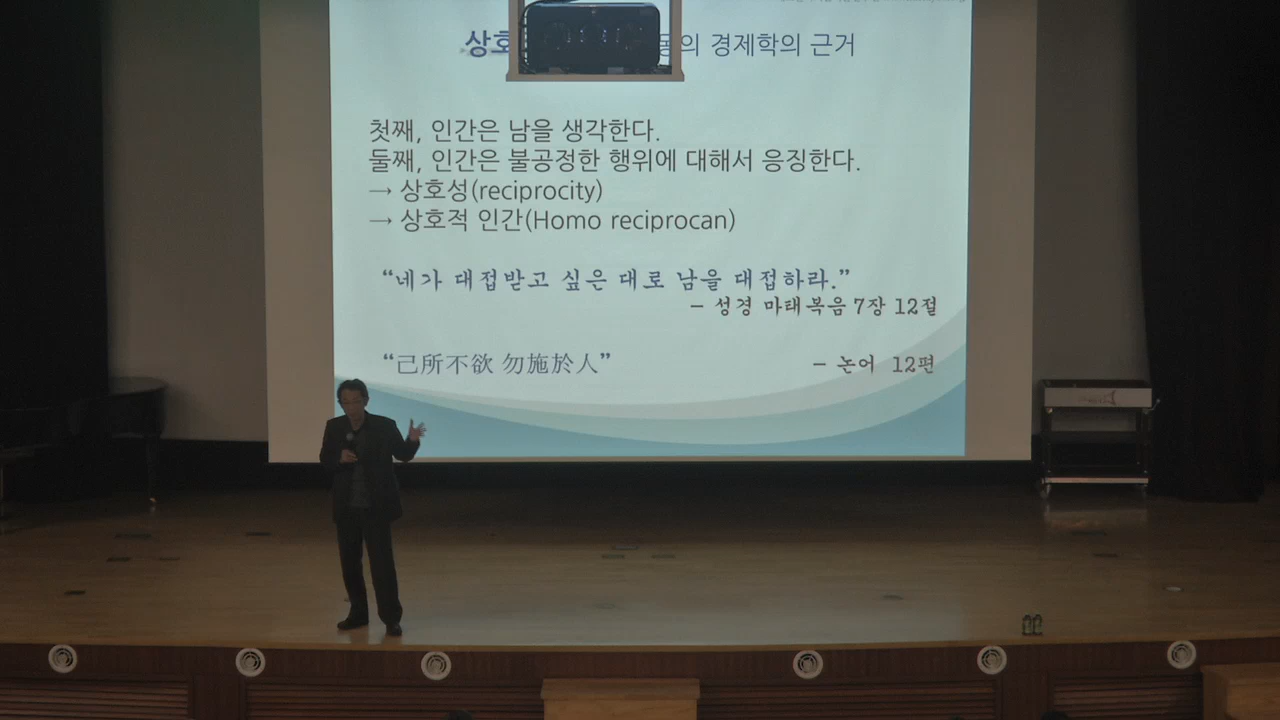 상호 의 경제학의 근거
첫째, 인간은 남을 생각한다.
둘째, 인간은 불공정한 행위에 대해서 응징한다.
→ 상호성(reciprocity)
→ 상호적 인간(Homo reciprocan)
“네가 대접받고 싶은 대로 남을 대접하라.”
– 성경 마태복음 7장 12절
“己所不欲 勿施於人” – 논어 12편